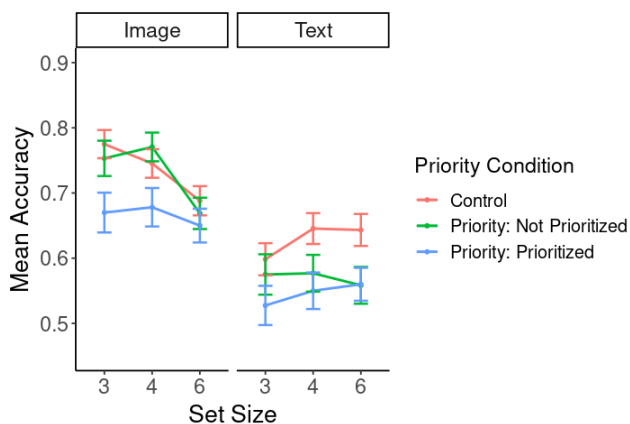 Image Text
0.9
0.8
0.7
0.6
0.5
Mean Accuracy
3 4 6 3 4 6
Set Size
Priority Condition
Control
Priority: Not Prioritized
Priority: Prioritized